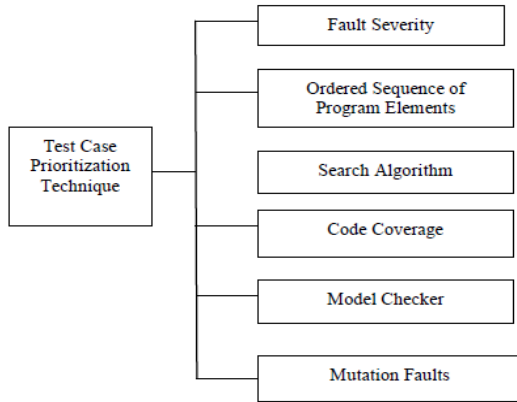 Fault Severity
Ordered Sequence of
Program Elements
Test Case
Prioritization
Technique
Search Algorithm
Code Coverage
Model Checker
Mutation Faults